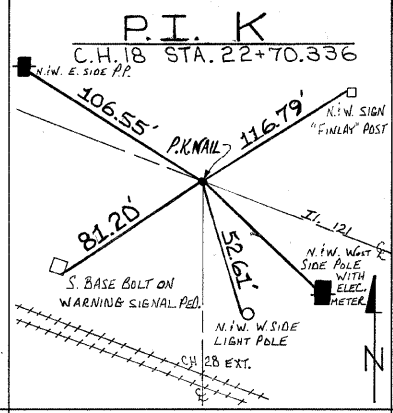 P.I. K
C.H. 18 STA. 22+70.336
N.&W. E. SIDE P.P.
106.55'
116.79'
N.&W. SIGN
"FINLAY" POST
P.K. NAIL
IL. 121
℄
81.20'
52.61'
N.&W. WEST
SIDE POLE
WITH
ELEC.
METER.
S. BASE BOLT ON
WARNING SIGNAL PED.
N.&W. W. SIDE
LIGHT POLE
CH 28 EXT.
℄
N